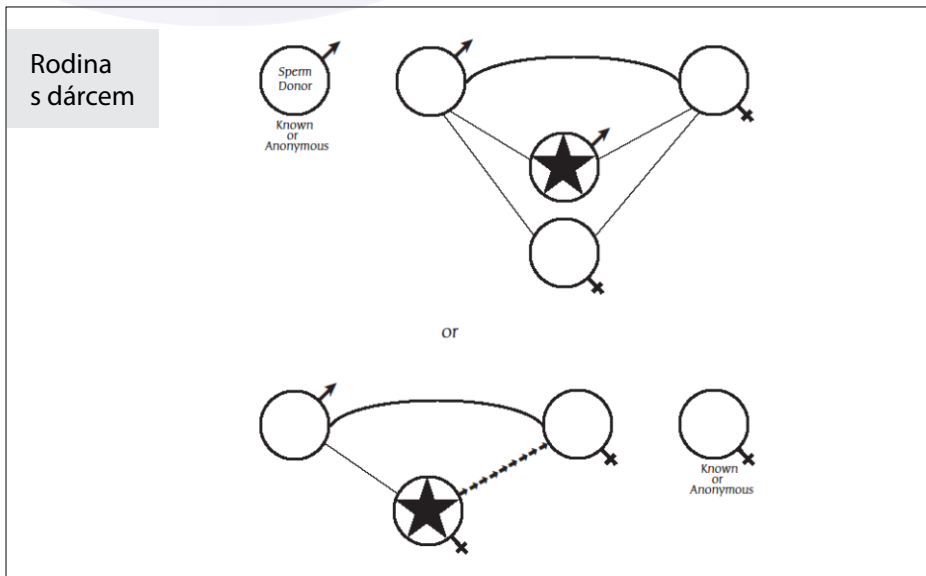 Rodina
s dárcem
Sperm
Donor
Known
or
Anonymous
or
Known
or
Anonymous